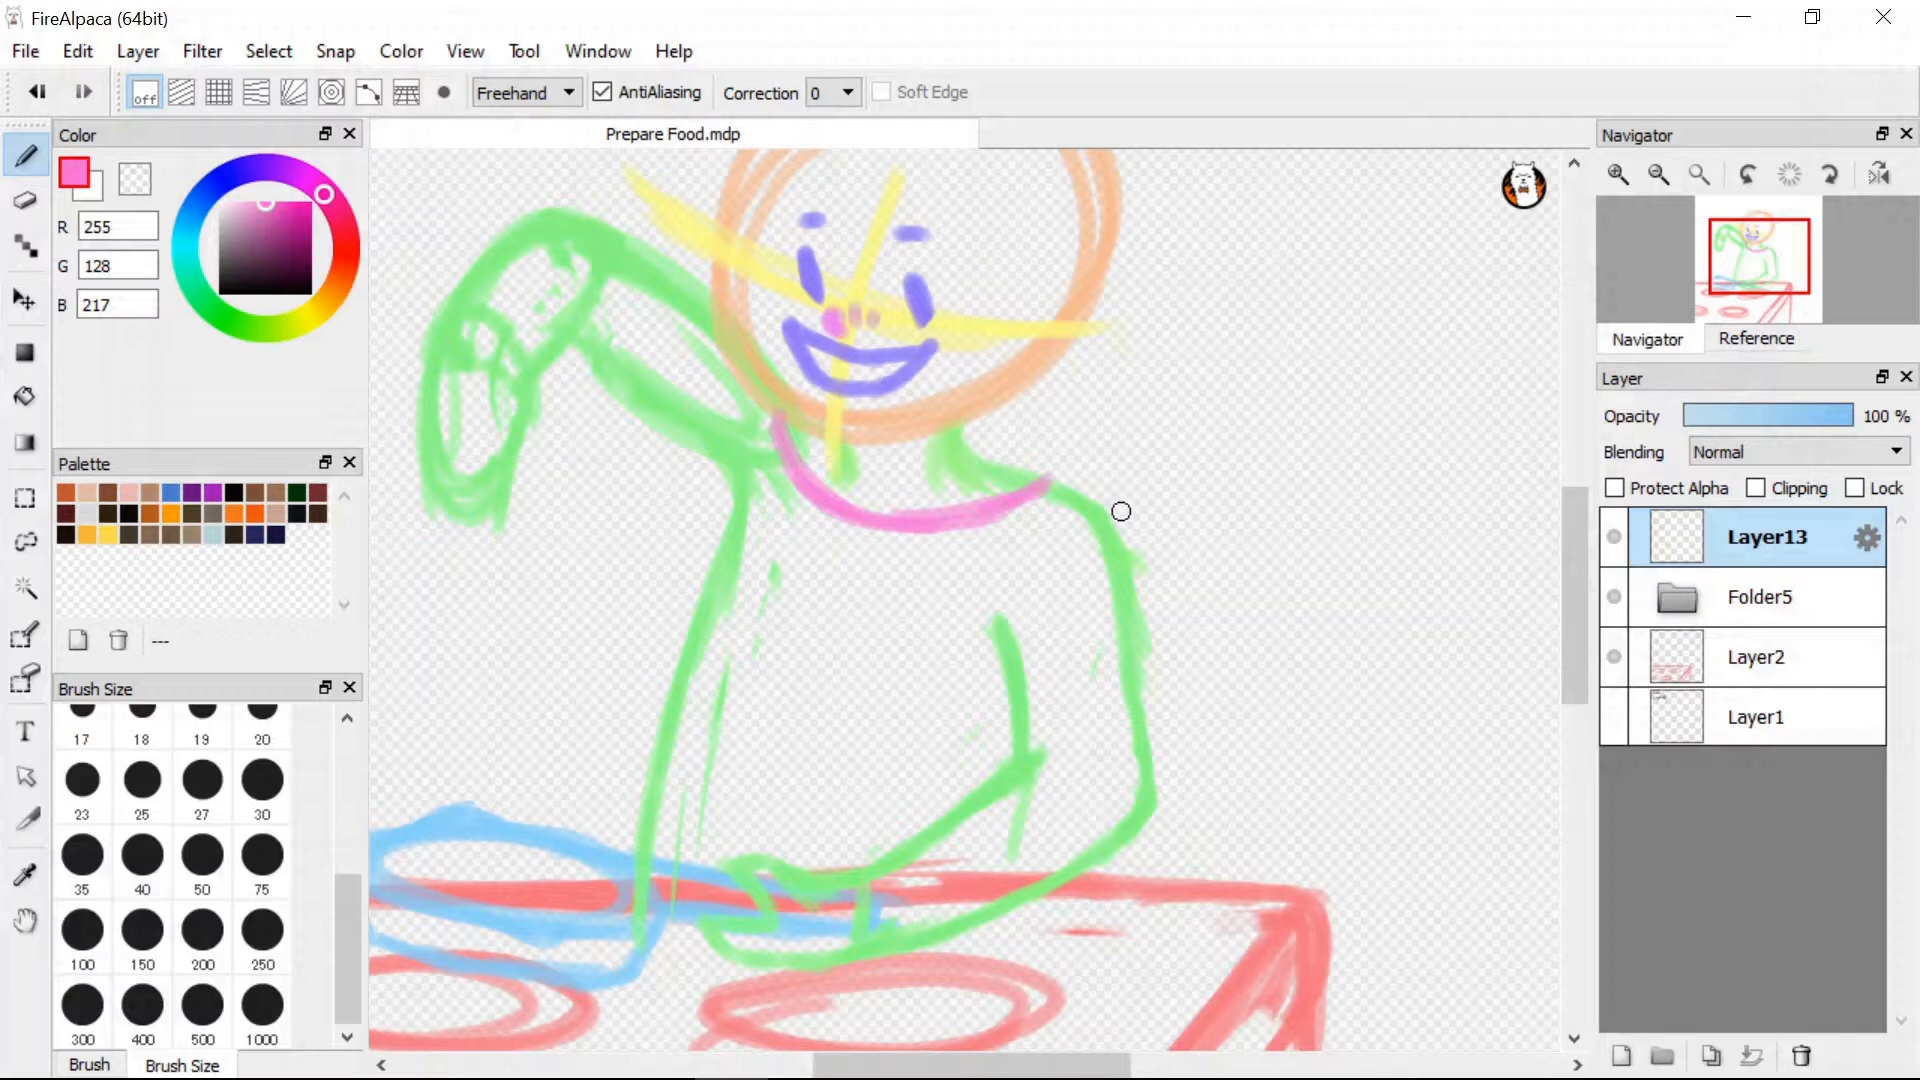 FireAlpaca (64bit)
File Edit Layer Filter Select Snap Color View Tool Window Help
off Freehand AntiAliasing Correction 0 Soft Edge
Color
Prepare Food.mdp
Navigator
R 255
G 128
B 217
Navigator Reference
Layer
Opacity 100 %
Blending Normal
Protect Alpha Clipping Lock
Palette
---
Layer13
Folder5
Layer2
Layer1
Brush Size
17 18 19 20
23 25 27 30
35 40 50 75
100 150 200 250
300 400 500 1000
T
Brush Brush Size